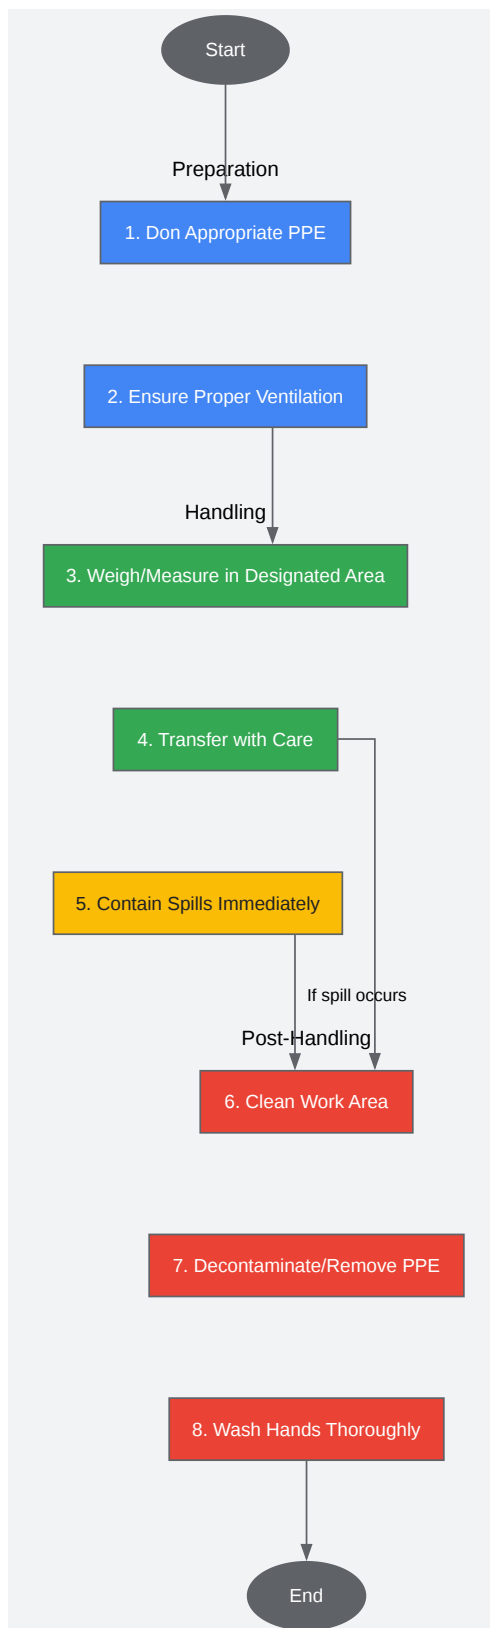 Start
Preparation
1. Don Appropriate PPE
2. Ensure Proper Ventilation
Handling
3. Weigh/Measure in Designated Area
4. Transfer with Care
5. Contain Spills Immediately
If spill occurs
Post-Handling
6. Clean Work Area
7. Decontaminate/Remove PPE
8. Wash Hands Thoroughly
End